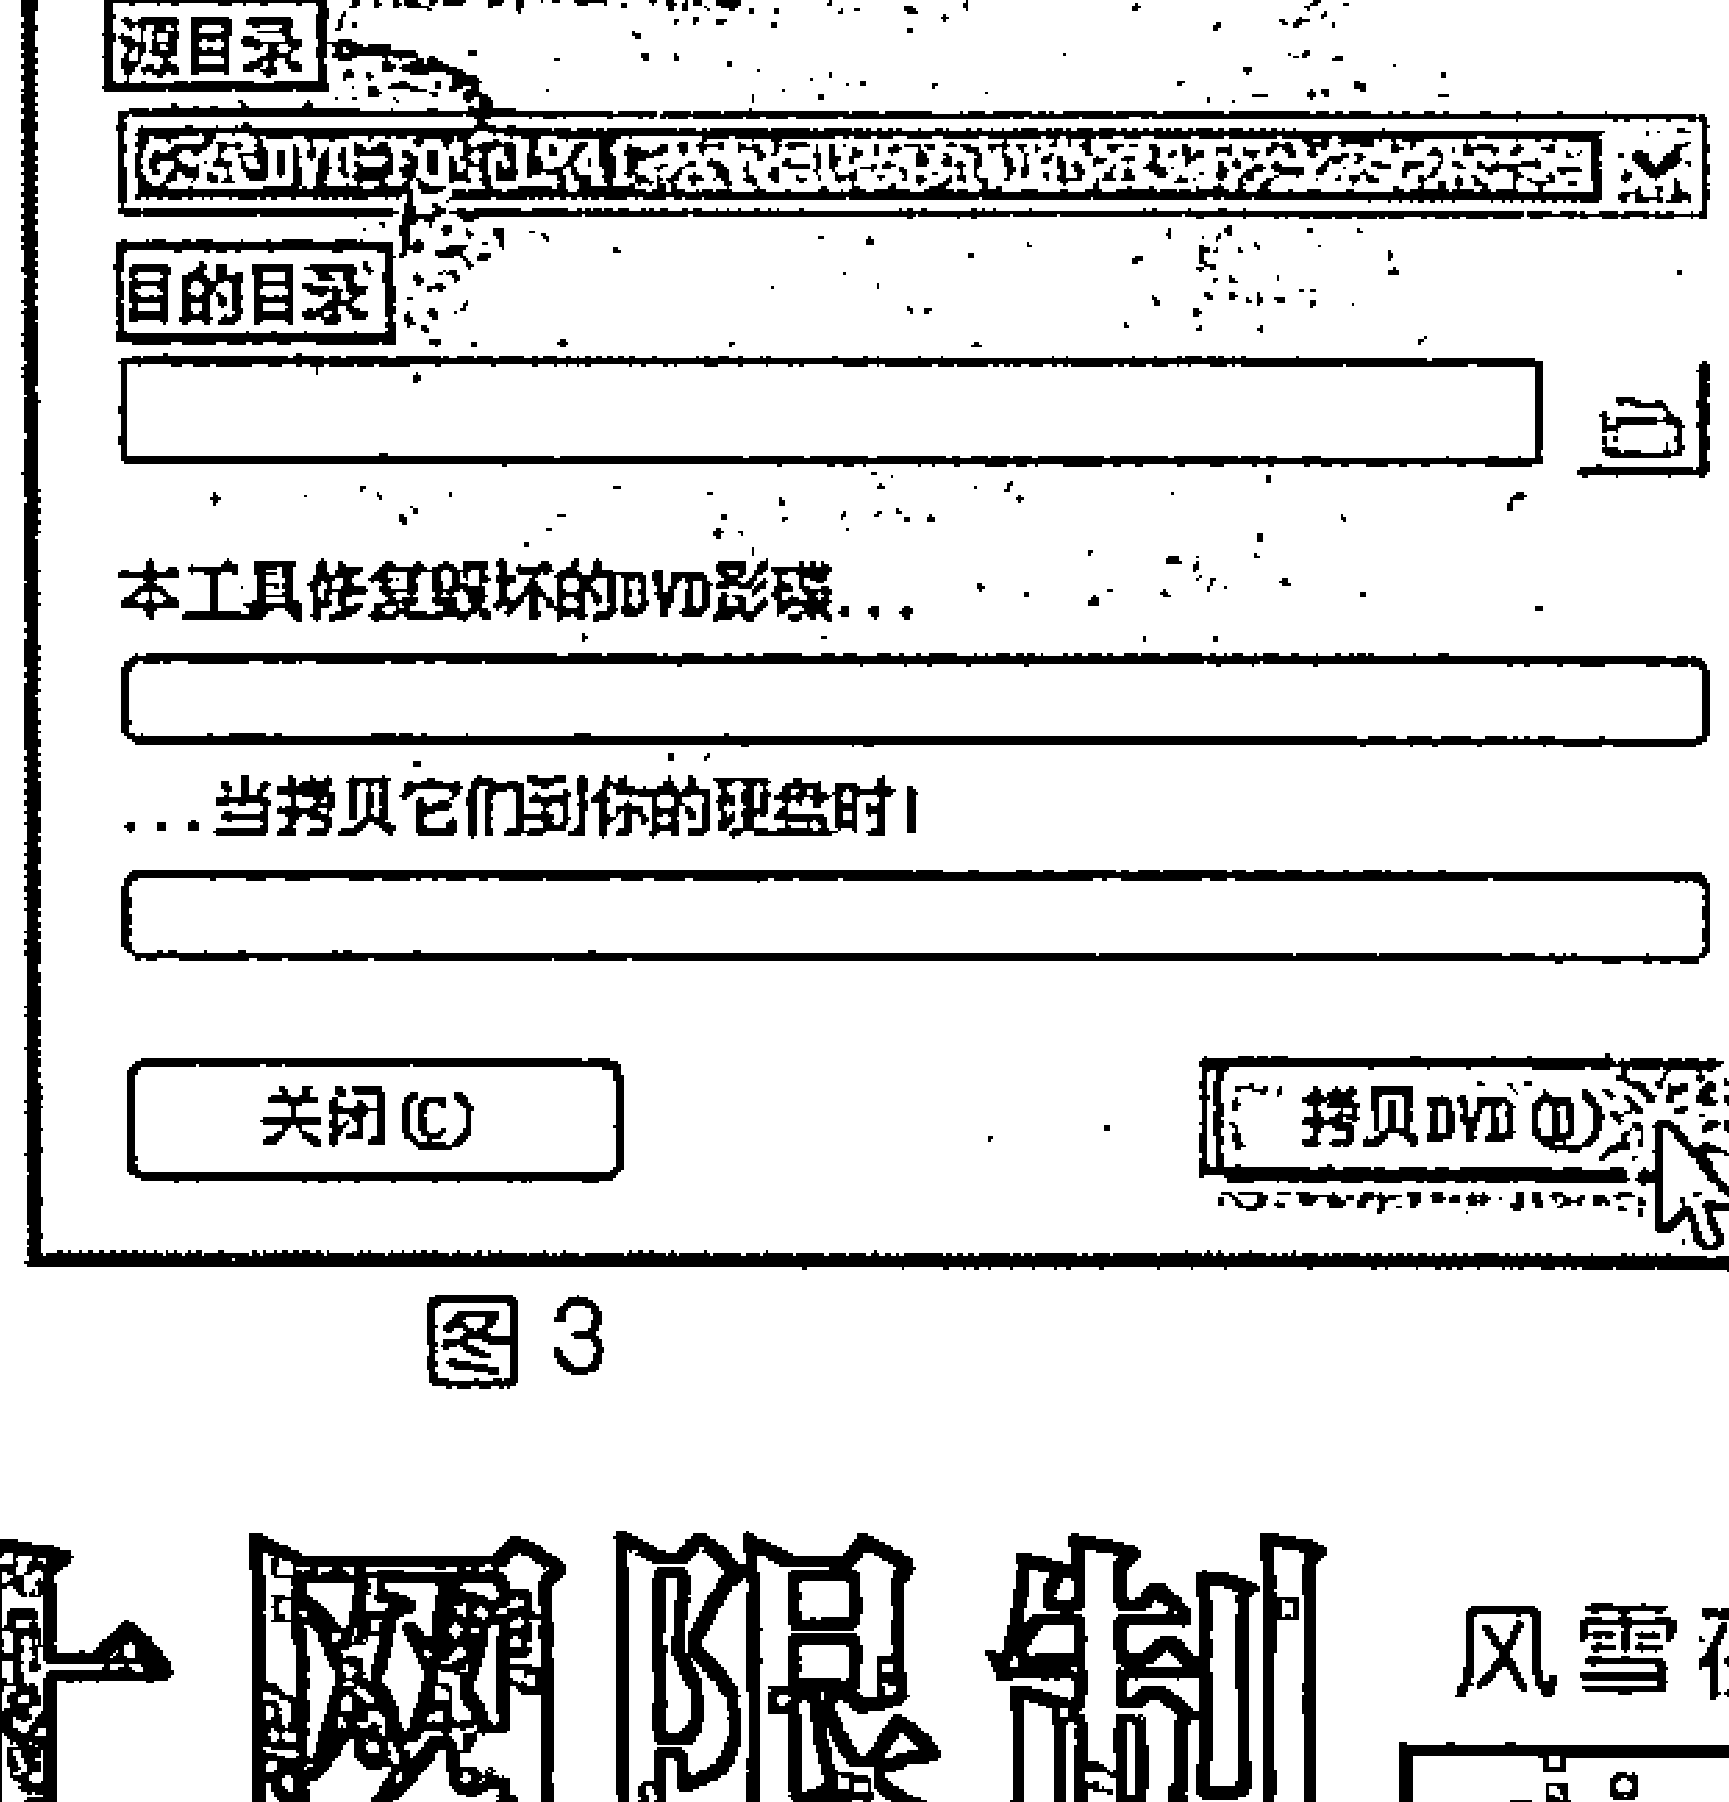 源目录
目的目录
本工具修复毁坏的DVD影碟...
...当拷贝它们到你的硬盘时!
关闭(C)
拷贝DVD(D)
图 3
网 限 制
风雪